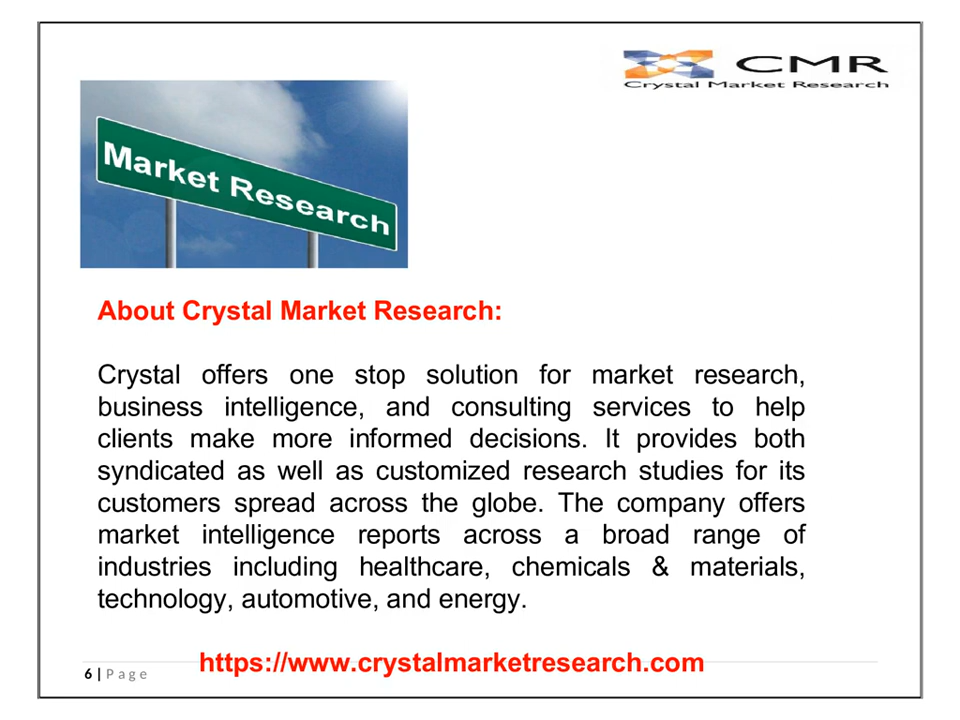 CMR
Crystal Market Research
Market Research
About Crystal Market Research:
Crystal offers one stop solution for market research,
business intelligence, and consulting services to help
clients make more informed decisions. It provides both
syndicated as well as customized research studies for its
customers spread across the globe. The company offers
market intelligence reports across a broad range of
industries including healthcare, chemicals & materials,
technology, automotive, and energy.
https://www.crystalmarketresearch.com
6 | Page